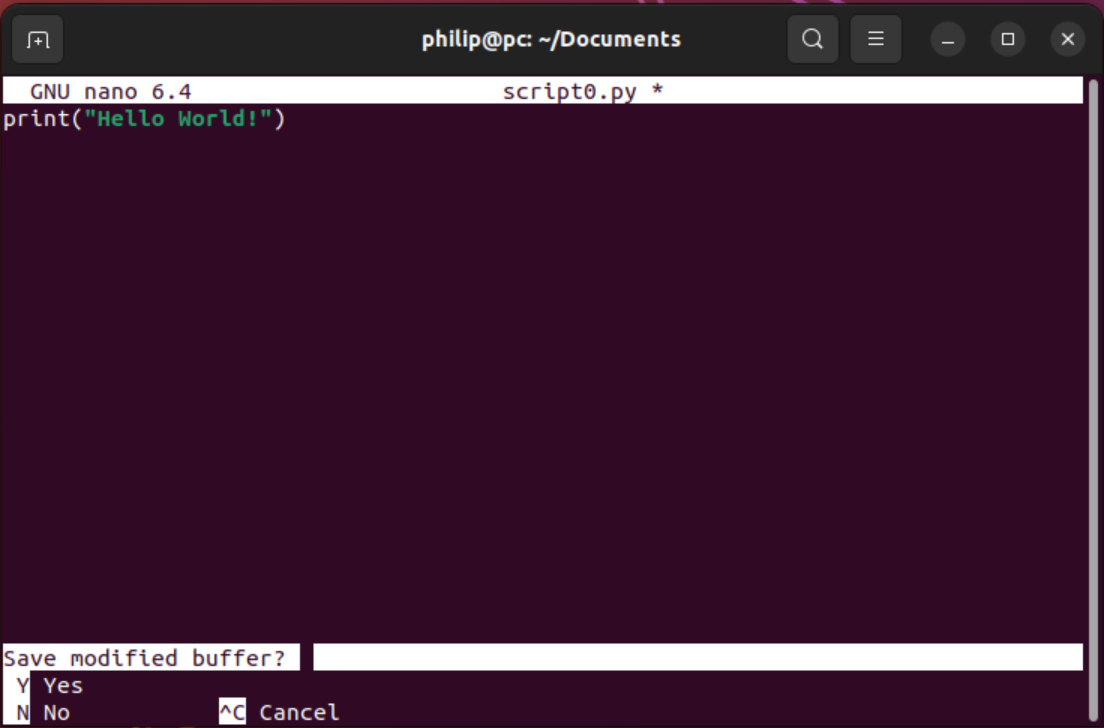 philip@pc: ~/Documents
GNU nano 6.4 script0.py *
print("Hello World!")
Save modified buffer?
Y Yes
N No ^C Cancel